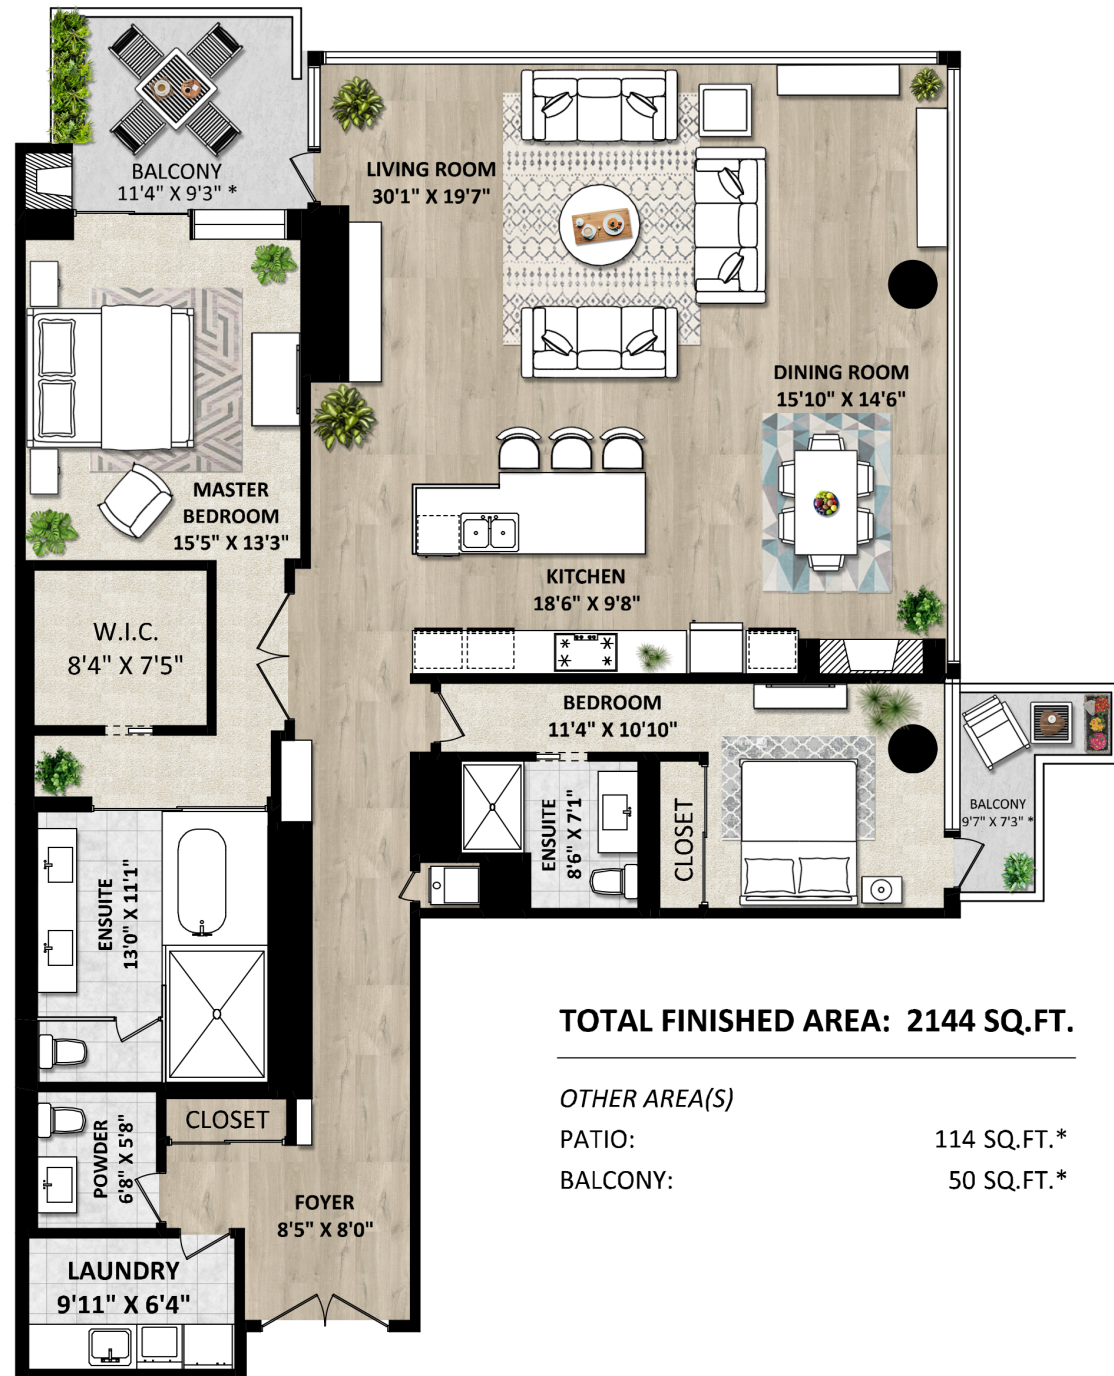 BALCONY
11'4" X 9'3" *
LIVING ROOM
30'1" X 19'7"
DINING ROOM
15'10" X 14'6"
MASTER
BEDROOM
15'5" X 13'3"
KITCHEN
18'6" X 9'8"
W.I.C.
8'4" X 7'5"
BEDROOM
11'4" X 10'10"
BALCONY
9'7" X 7'3" *
ENSUITE
8'6" X 7'1"
CLOSET
ENSUITE
13'0" X 11'1"
TOTAL FINISHED AREA: 2144 SQ.FT.
OTHER AREA(S)
PATIO: 114 SQ.FT.*
BALCONY: 50 SQ.FT.*
CLOSET
POWDER
6'8" X 5'8"
FOYER
8'5" X 8'0"
LAUNDRY
9'11" X 6'4"